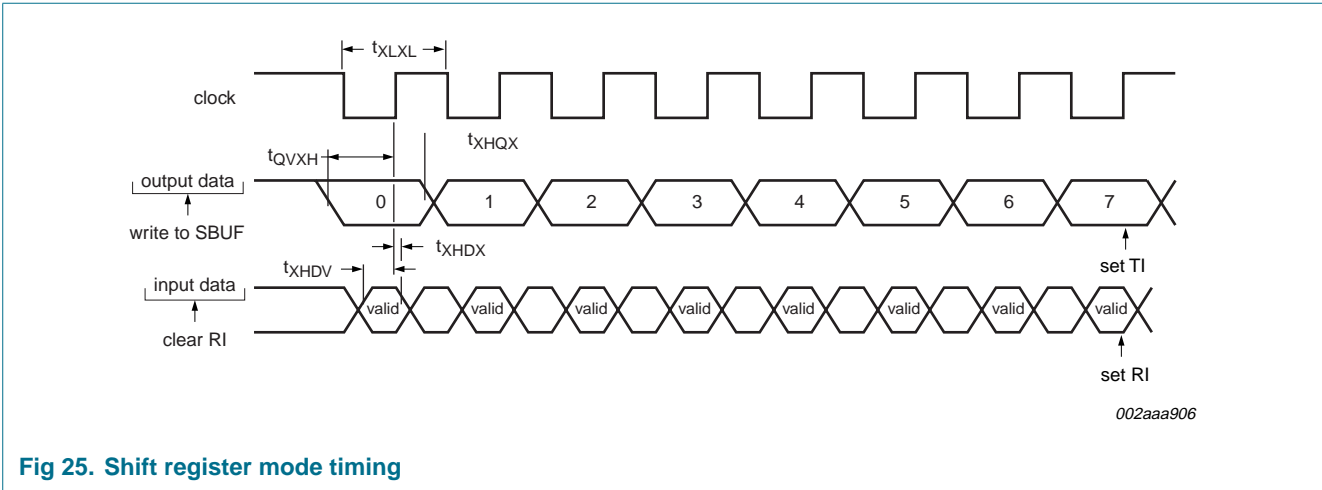 tXLXL
clock
tXHQX
tQVXH
output data
0 1 2 3 4 5 6 7
write to SBUF
tXHDX
set TI
tXHDV
input data
valid valid valid valid valid valid valid valid
clear RI
set RI
002aaa906
Fig 25. Shift register mode timing